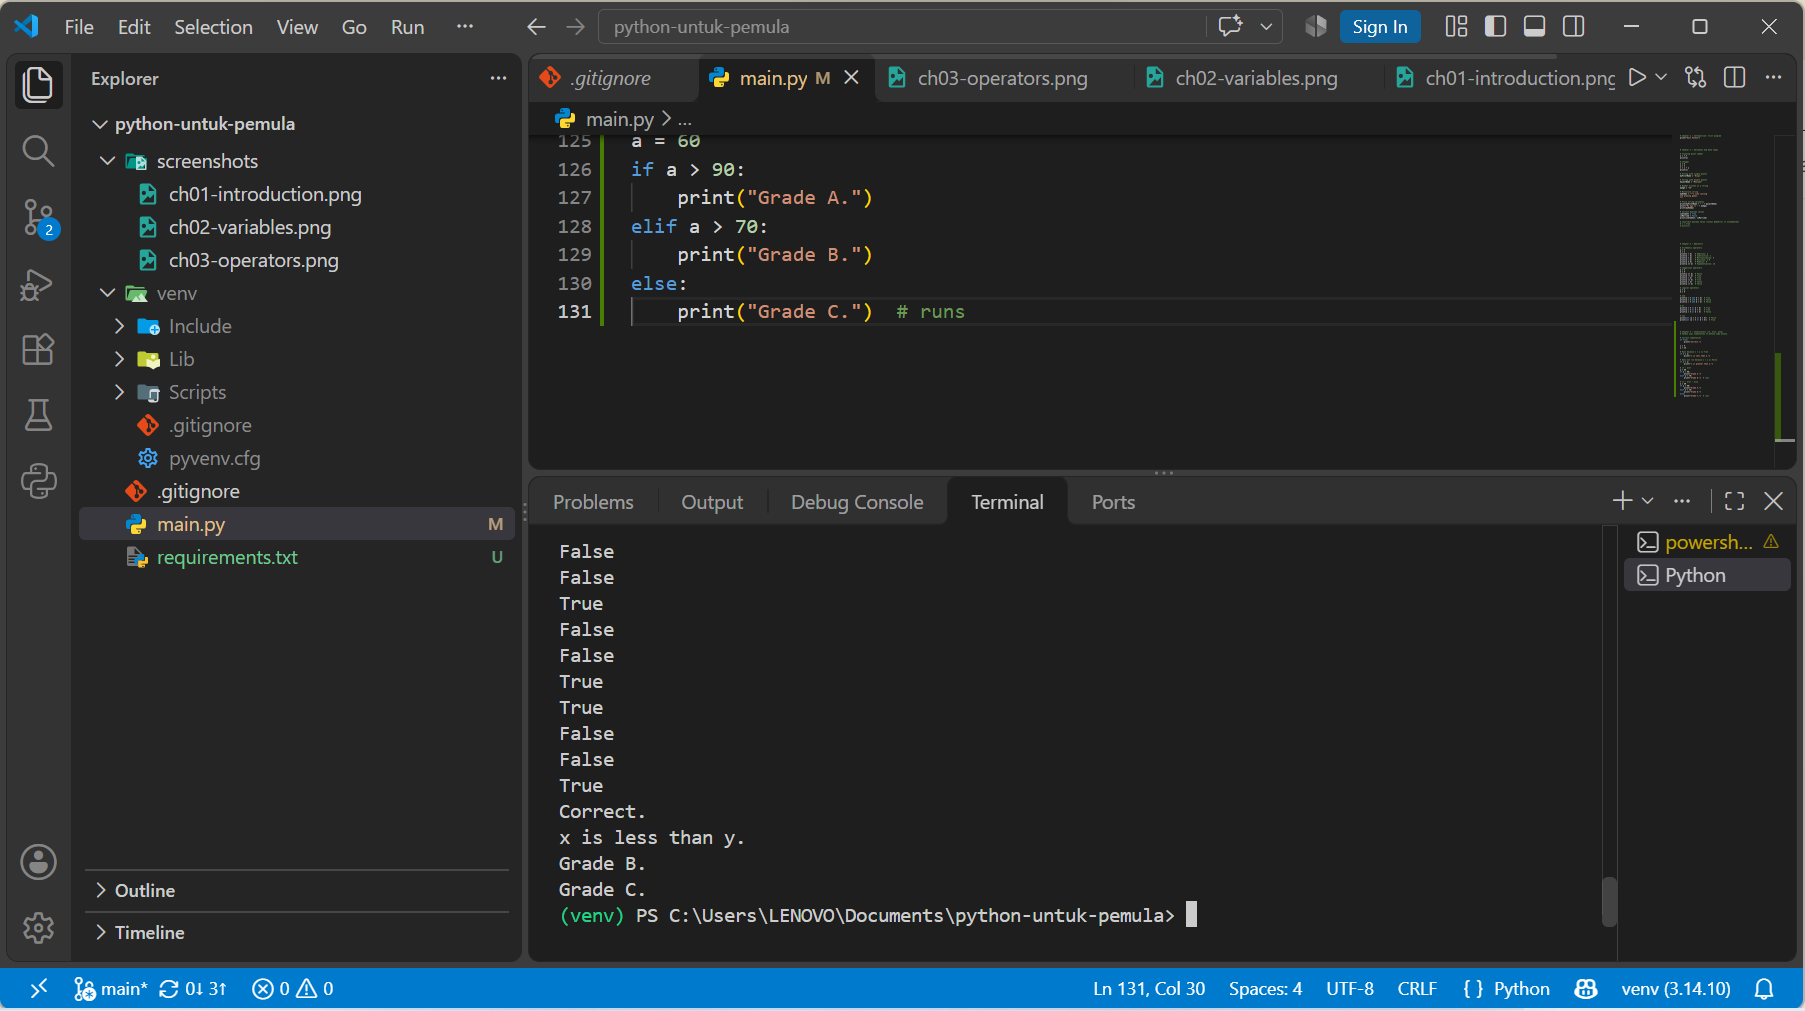 File Edit Selection View Go Run ···
python-untuk-pemula
Sign In
Explorer
python-untuk-pemula
screenshots
ch01-introduction.png
ch02-variables.png
ch03-operators.png
venv
Include
Lib
Scripts
.gitignore
pyvenv.cfg
.gitignore
main.py M
requirements.txt U
Outline
Timeline
2
.gitignore
main.py M
ch03-operators.png
ch02-variables.png
ch01-introduction.png
main.py > ...
125 a = 60
126 if a > 90:
127     print("Grade A.")
128 elif a > 70:
129     print("Grade B.")
130 else:
131     print("Grade C.")  # runs
Problems Output Debug Console Terminal Ports
False
False
True
False
False
True
True
False
False
True
Correct.
x is less than y.
Grade B.
Grade C.
(venv) PS C:\Users\LENOVO\Documents\python-untuk-pemula>
powersh...
Python
main* 0↓ 3↑ 0 0
Ln 131, Col 30 Spaces: 4 UTF-8 CRLF {} Python venv (3.14.10)